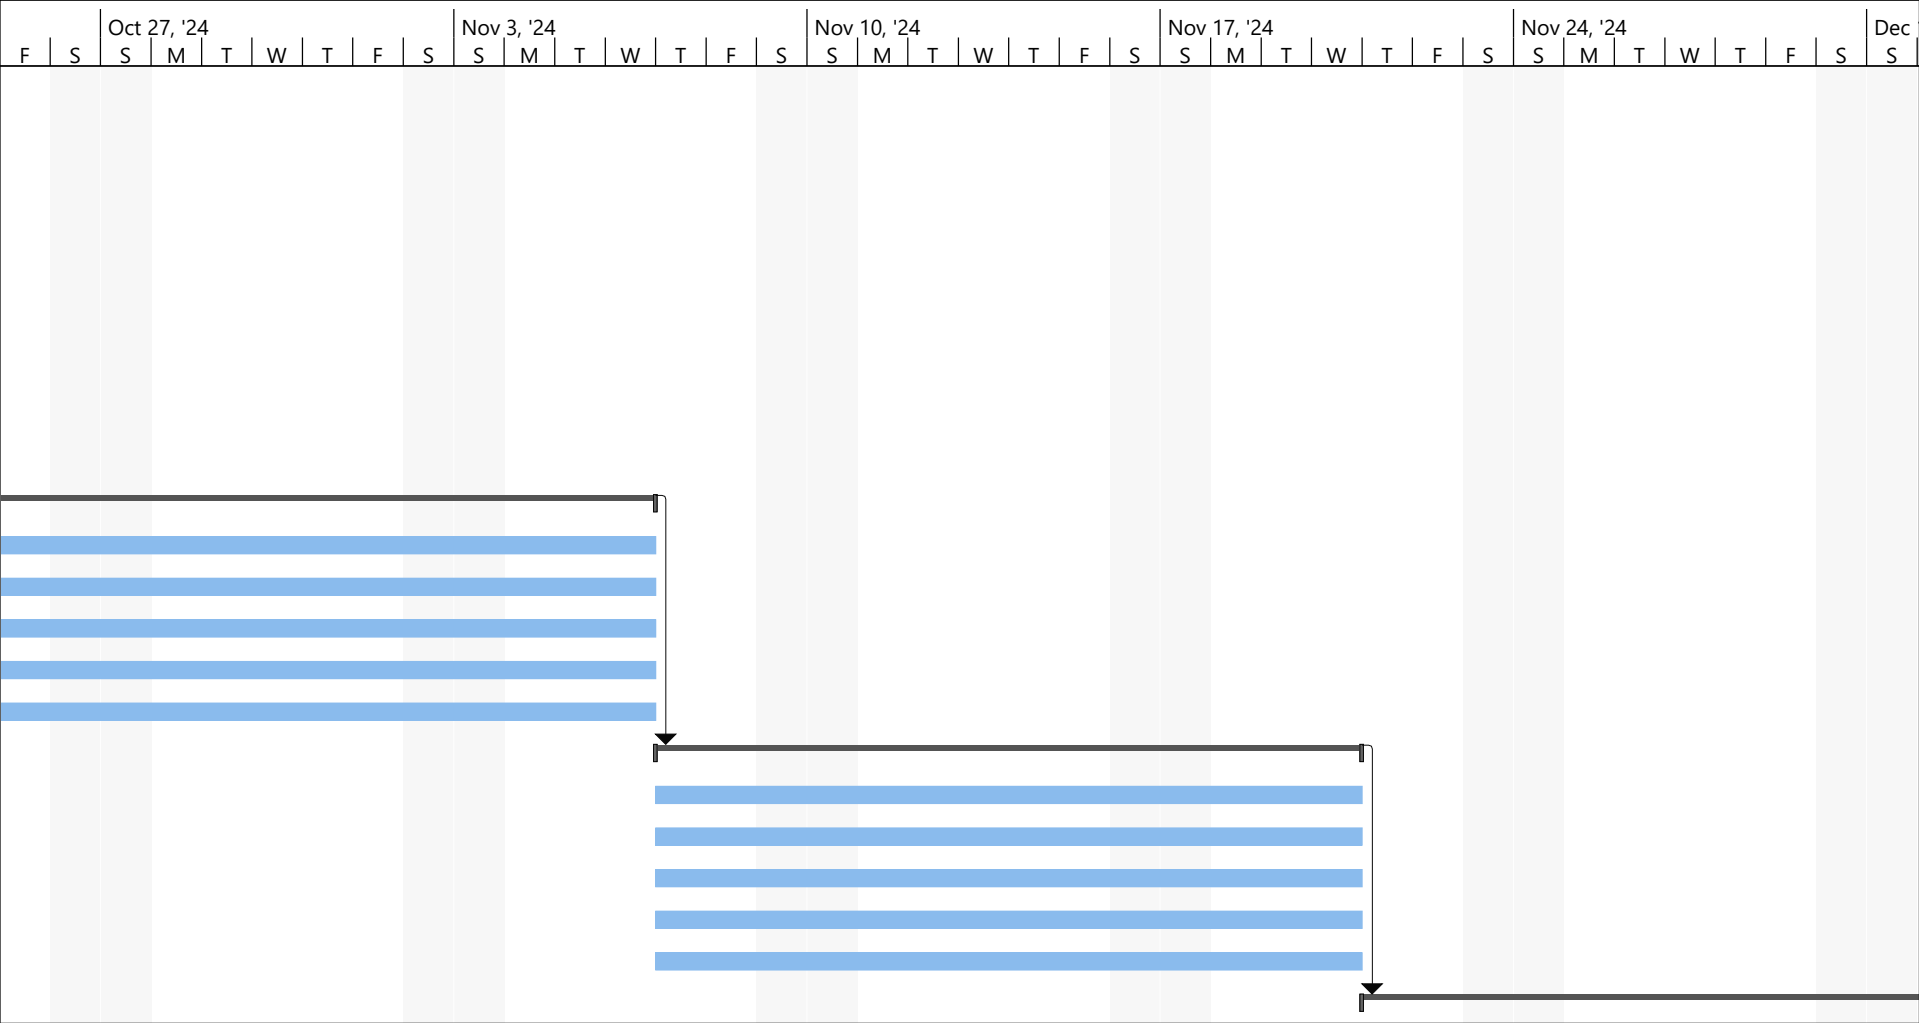 Oct 27, '24 Nov 3, '24 Nov 10, '24 Nov 17, '24 Nov 24, '24 Dec
F S S M T W T F S S M T W T F S S M T W T F S S M T W T F S S M T W T F S S